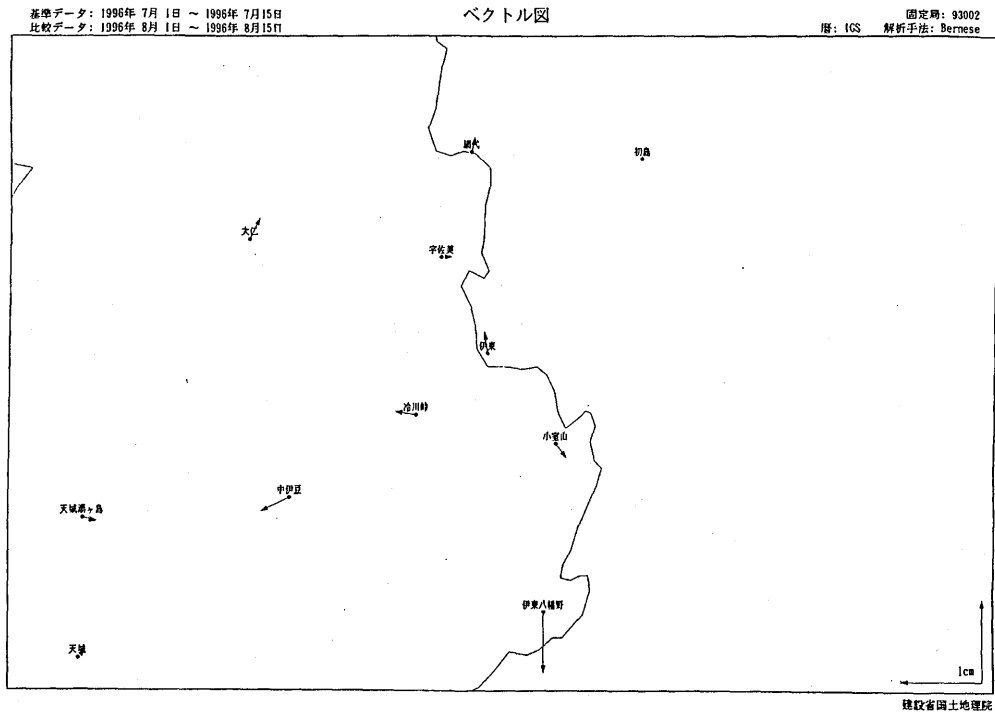 ベクトル図
基準データ: 1996年 7月 1日 ～ 1996年 7月15日
比較データ: 1996年 8月 1日 ～ 1996年 8月15日
固定局: 93002
暦: IGS 解析手法: Bernese
網代
初島
大仁
宇佐美
伊東
冷川峠
小室山
中伊豆
天城湯ヶ島
伊東八幡野
天城
1cm
建設省国土地理院